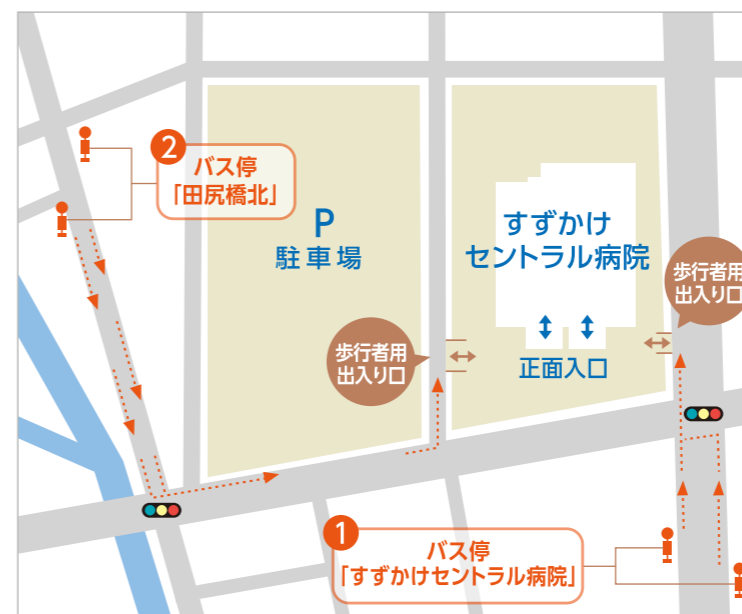 2
バス停
「田尻橋北」
P
駐車場
すずかけ
セントラル病院
歩行者用
出入り口
歩行者用
出入り口
正面入口
1
バス停
「すずかけセントラル病院」